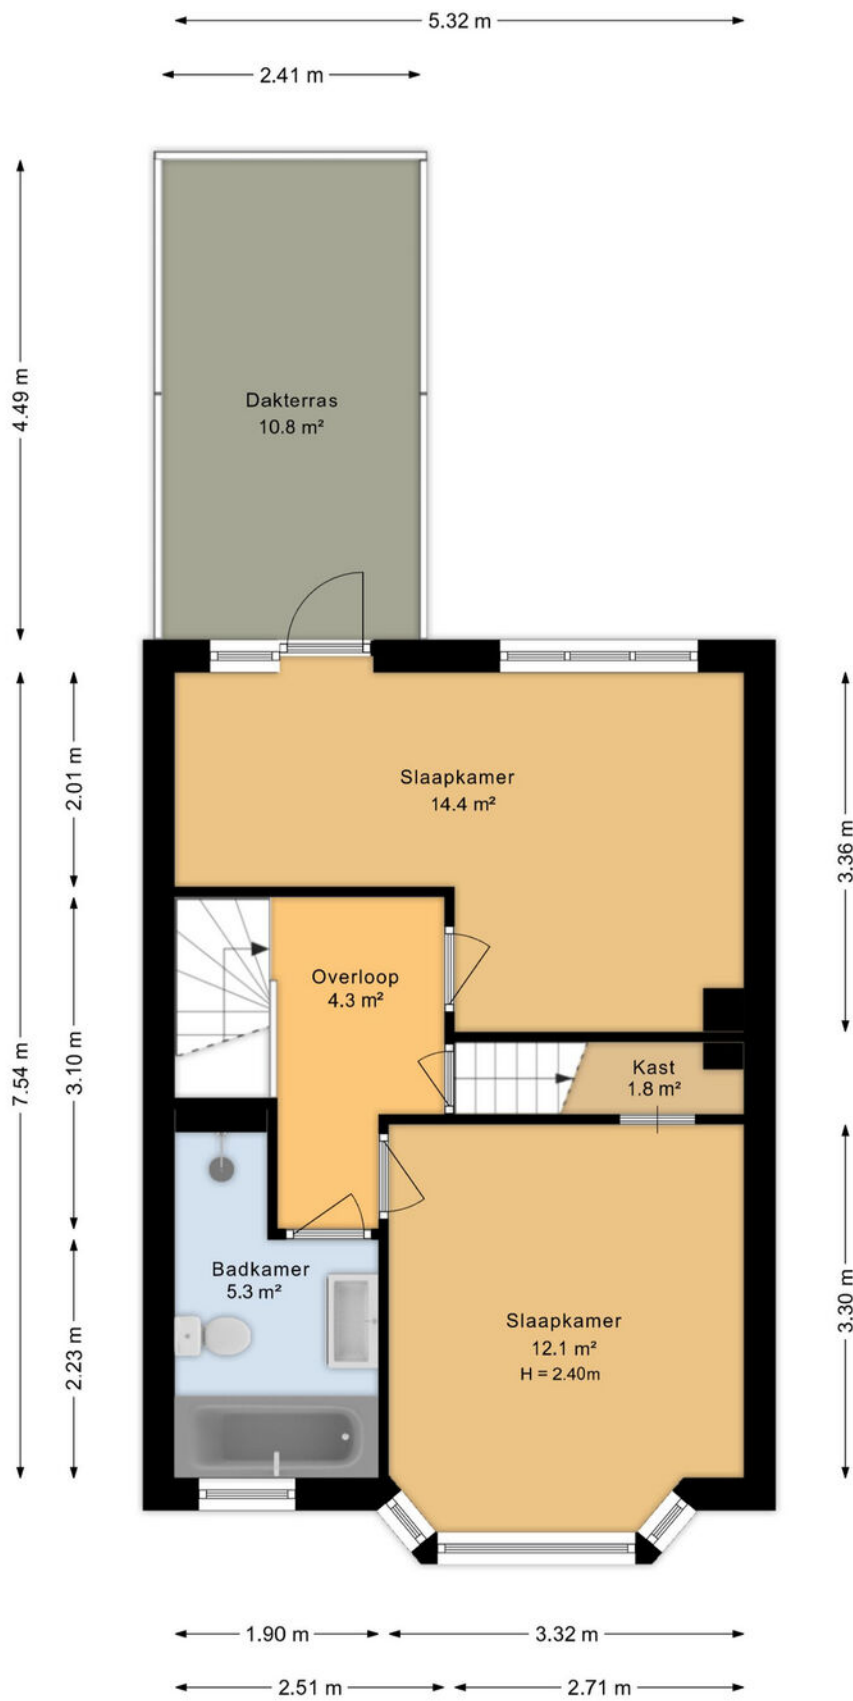 5.32 m
2.41 m
4.49 m
Dakterras
10.8 m²
2.01 m
Slaapkamer
14.4 m²
3.36 m
Overloop
4.3 m²
7.54 m
3.10 m
Kast
1.8 m²
Badkamer
5.3 m²
2.23 m
Slaapkamer
12.1 m²
H = 2.40m
3.30 m
1.90 m
3.32 m
2.51 m
2.71 m